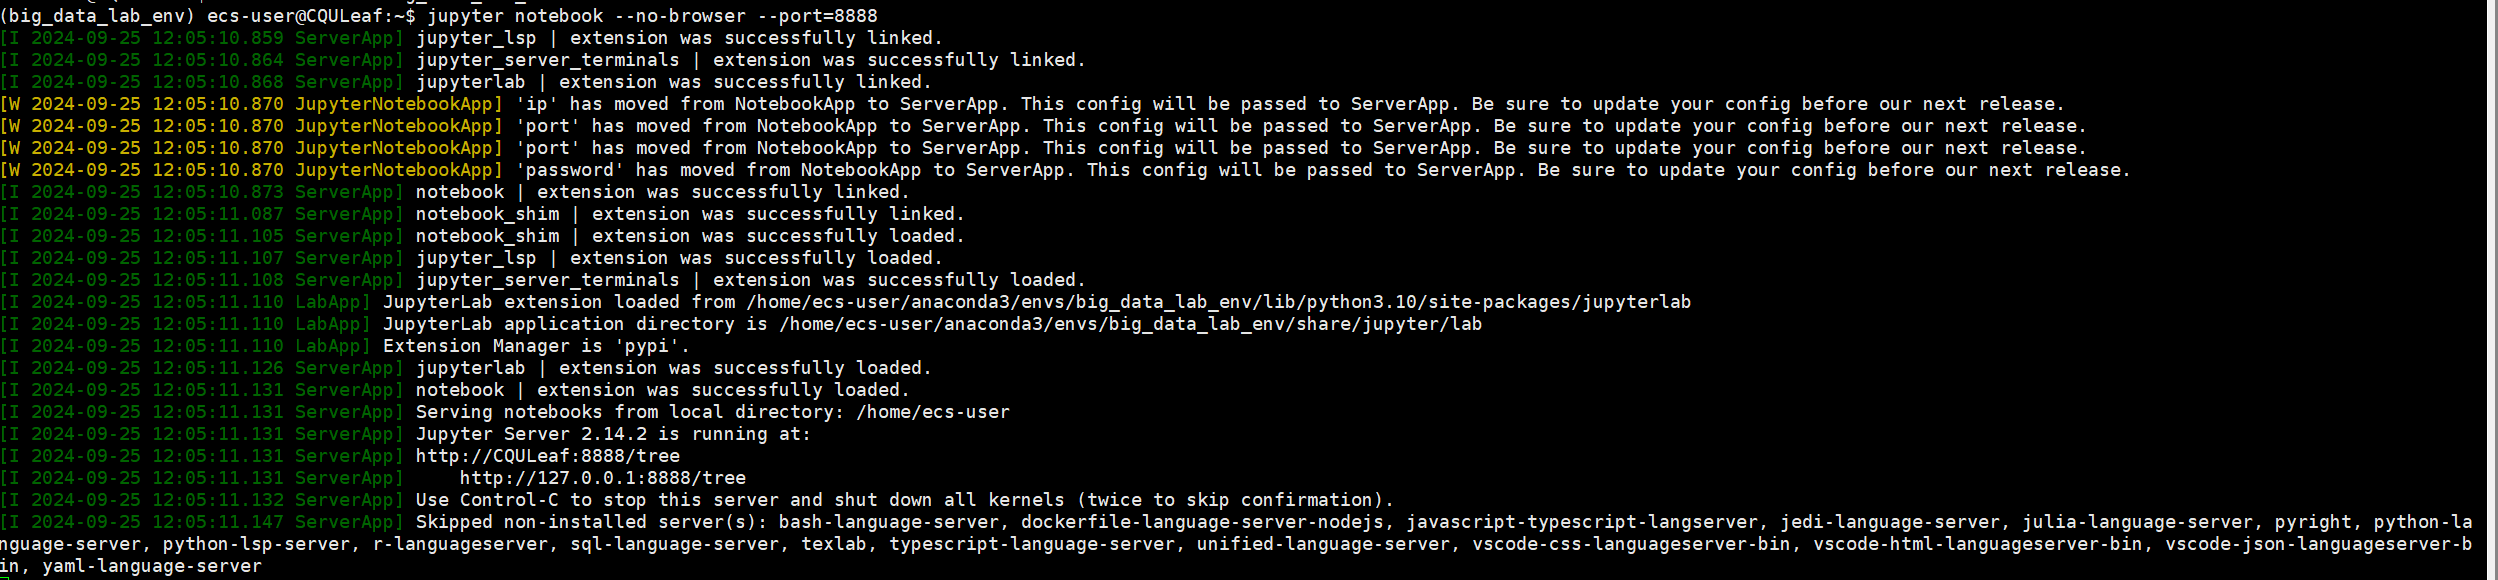 (big_data_lab_env) ecs-user@CQULeaf:~$ jupyter notebook --no-browser --port=8888
[I 2024-09-25 12:05:10.859 ServerApp] jupyter_lsp | extension was successfully linked.
[I 2024-09-25 12:05:10.864 ServerApp] jupyter_server_terminals | extension was successfully linked.
[I 2024-09-25 12:05:10.868 ServerApp] jupyterlab | extension was successfully linked.
[W 2024-09-25 12:05:10.870 JupyterNotebookApp] 'ip' has moved from NotebookApp to ServerApp. This config will be passed to ServerApp. Be sure to update your config before our next release.
[W 2024-09-25 12:05:10.870 JupyterNotebookApp] 'port' has moved from NotebookApp to ServerApp. This config will be passed to ServerApp. Be sure to update your config before our next release.
[W 2024-09-25 12:05:10.870 JupyterNotebookApp] 'port' has moved from NotebookApp to ServerApp. This config will be passed to ServerApp. Be sure to update your config before our next release.
[W 2024-09-25 12:05:10.870 JupyterNotebookApp] 'password' has moved from NotebookApp to ServerApp. This config will be passed to ServerApp. Be sure to update your config before our next release.
[I 2024-09-25 12:05:10.873 ServerApp] notebook | extension was successfully linked.
[I 2024-09-25 12:05:11.087 ServerApp] notebook_shim | extension was successfully linked.
[I 2024-09-25 12:05:11.105 ServerApp] notebook_shim | extension was successfully loaded.
[I 2024-09-25 12:05:11.107 ServerApp] jupyter_lsp | extension was successfully loaded.
[I 2024-09-25 12:05:11.108 ServerApp] jupyter_server_terminals | extension was successfully loaded.
[I 2024-09-25 12:05:11.110 LabApp] JupyterLab extension loaded from /home/ecs-user/anaconda3/envs/big_data_lab_env/lib/python3.10/site-packages/jupyterlab
[I 2024-09-25 12:05:11.110 LabApp] JupyterLab application directory is /home/ecs-user/anaconda3/envs/big_data_lab_env/share/jupyter/lab
[I 2024-09-25 12:05:11.110 LabApp] Extension Manager is 'pypi'.
[I 2024-09-25 12:05:11.126 ServerApp] jupyterlab | extension was successfully loaded.
[I 2024-09-25 12:05:11.131 ServerApp] notebook | extension was successfully loaded.
[I 2024-09-25 12:05:11.131 ServerApp] Serving notebooks from local directory: /home/ecs-user
[I 2024-09-25 12:05:11.131 ServerApp] Jupyter Server 2.14.2 is running at:
[I 2024-09-25 12:05:11.131 ServerApp] http://CQULeaf:8888/tree
[I 2024-09-25 12:05:11.131 ServerApp]     http://127.0.0.1:8888/tree
[I 2024-09-25 12:05:11.132 ServerApp] Use Control-C to stop this server and shut down all kernels (twice to skip confirmation).
[I 2024-09-25 12:05:11.147 ServerApp] Skipped non-installed server(s): bash-language-server, dockerfile-language-server-nodejs, javascript-typescript-langserver, jedi-language-server, julia-language-server, pyright, python-la
nguage-server, python-lsp-server, r-languageserver, sql-language-server, texlab, typescript-language-server, unified-language-server, vscode-css-languageserver-bin, vscode-html-languageserver-bin, vscode-json-languageserver-b
in, yaml-language-server